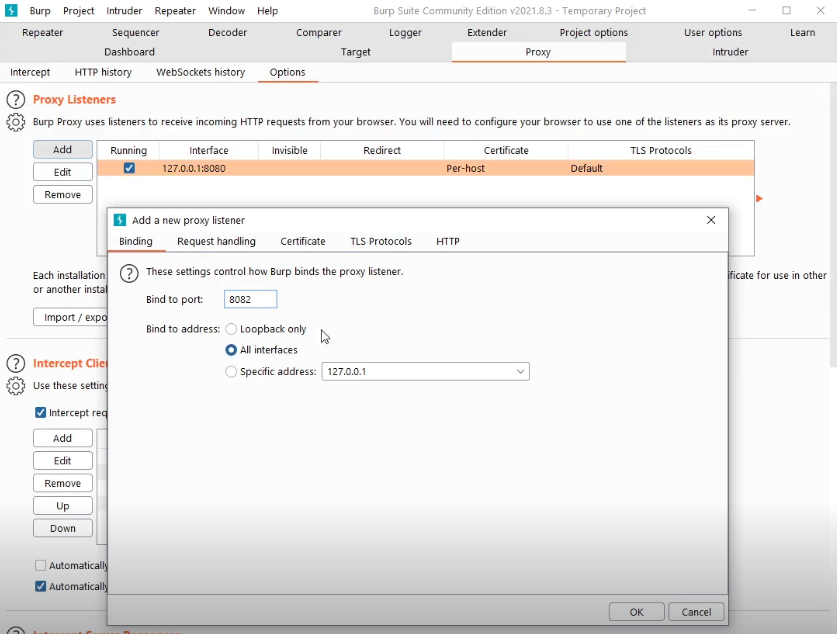 Burp Project Intruder Repeater Window Help Burp Suite Community Edition v2021.8.3 - Temporary Project
Repeater Sequencer Decoder Comparer Logger Extender Project options User options Learn
Dashboard Target Proxy Intruder
Intercept HTTP history WebSockets history Options
? Proxy Listeners
Burp Proxy uses listeners to receive incoming HTTP requests from your browser. You will need to configure your browser to use one of the listeners as its proxy server.
Add Running Interface Invisible Redirect Certificate TLS Protocols
Edit 127.0.0.1:8080 Per-host Default
Remove
Add a new proxy listener
Binding Request handling Certificate TLS Protocols HTTP
? These settings control how Burp binds the proxy listener.
Bind to port: 8082
Bind to address: Loopback only
All interfaces
Specific address: 127.0.0.1
OK Cancel
Each installation
ificate for use in other
or another instal
Import / expo
? Intercept Clie
Use these setting
Intercept req
Add
Edit
Remove
Up
Down
Automatically
Automatically